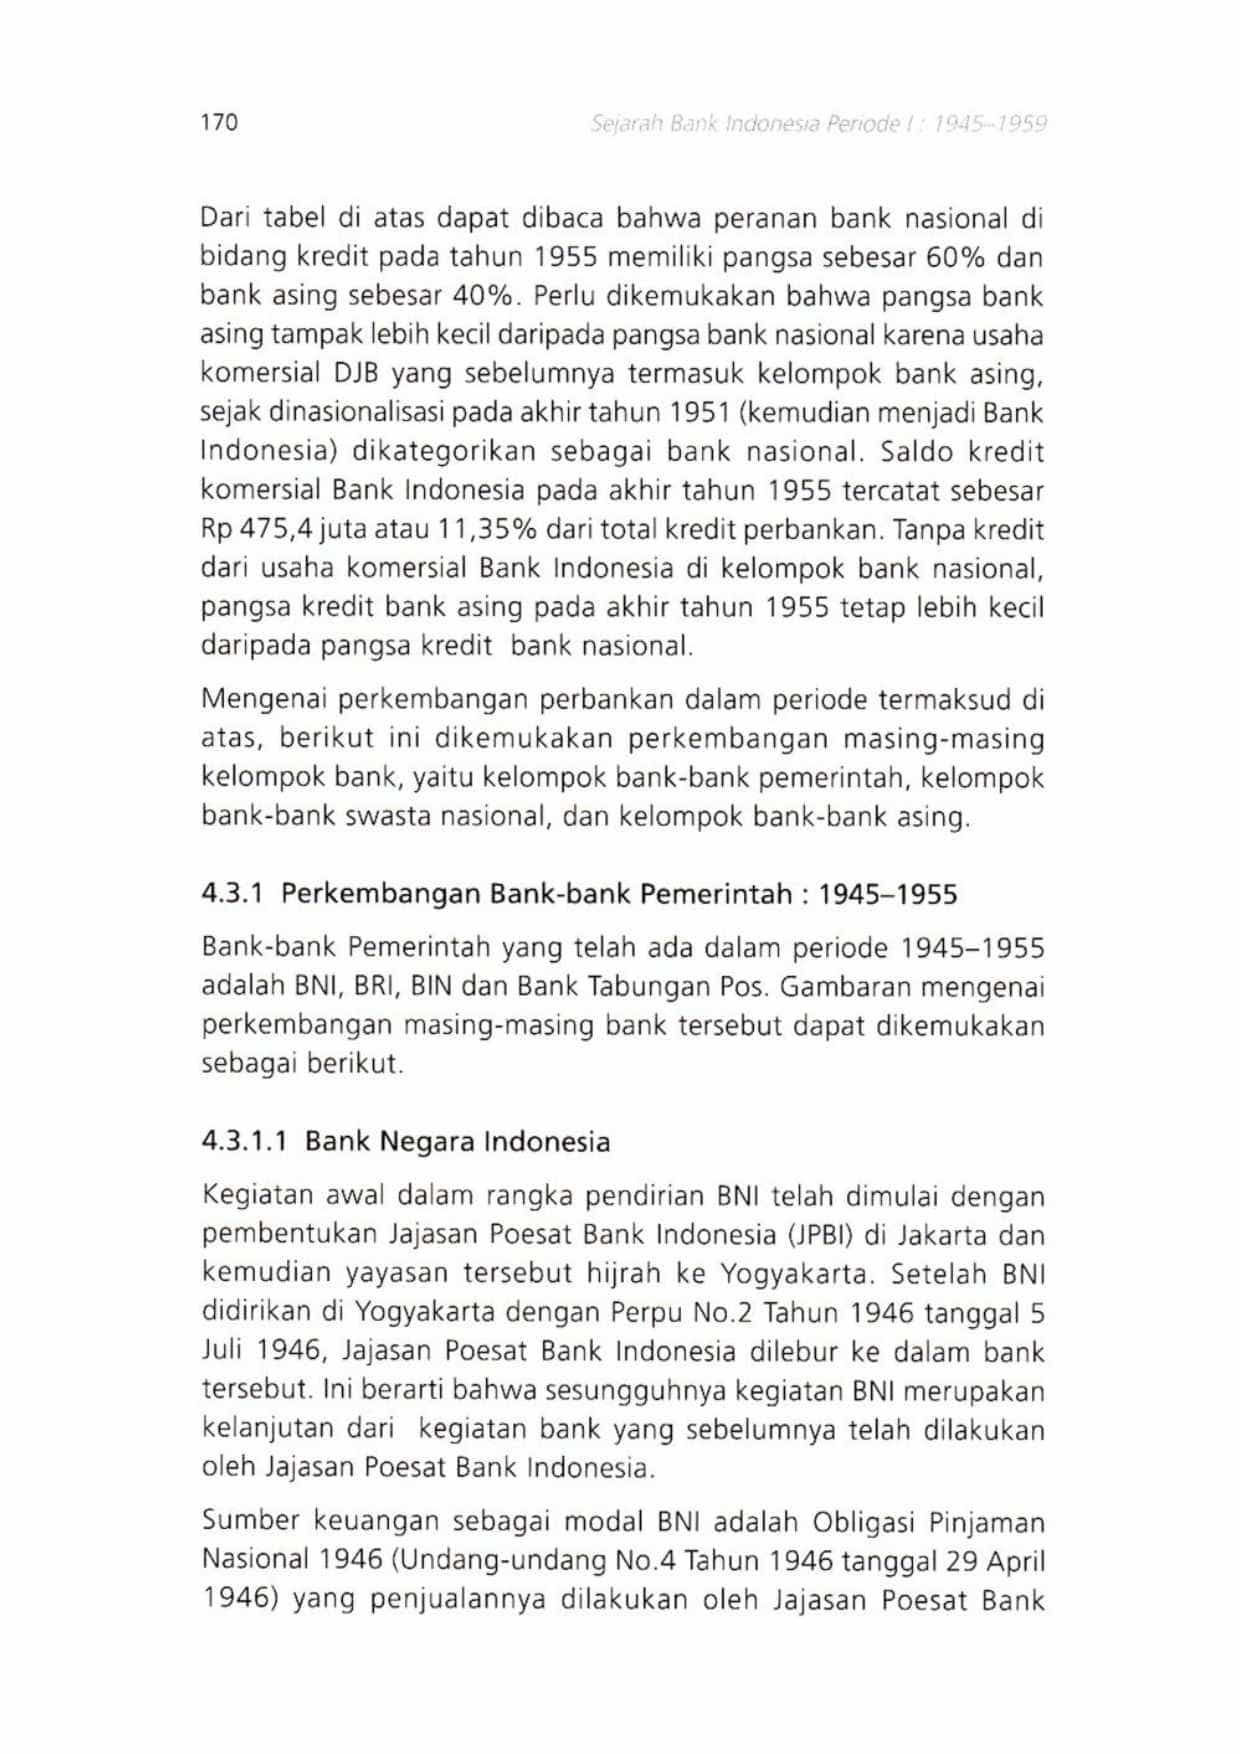 170
Sejarah Bank Indonesia Periode I : 1945–1959
Dari tabel di atas dapat dibaca bahwa peranan bank nasional di
bidang kredit pada tahun 1955 memiliki pangsa sebesar 60% dan
bank asing sebesar 40%. Perlu dikemukakan bahwa pangsa bank
asing tampak lebih kecil daripada pangsa bank nasional karena usaha
komersial DJB yang sebelumnya termasuk kelompok bank asing,
sejak dinasionalisasi pada akhir tahun 1951 (kemudian menjadi Bank
Indonesia) dikategorikan sebagai bank nasional. Saldo kredit
komersial Bank Indonesia pada akhir tahun 1955 tercatat sebesar
Rp 475,4 juta atau 11,35% dari total kredit perbankan. Tanpa kredit
dari usaha komersial Bank Indonesia di kelompok bank nasional,
pangsa kredit bank asing pada akhir tahun 1955 tetap lebih kecil
daripada pangsa kredit bank nasional.
Mengenai perkembangan perbankan dalam periode termaksud di
atas, berikut ini dikemukakan perkembangan masing-masing
kelompok bank, yaitu kelompok bank-bank pemerintah, kelompok
bank-bank swasta nasional, dan kelompok bank-bank asing.
4.3.1 Perkembangan Bank-bank Pemerintah : 1945–1955
Bank-bank Pemerintah yang telah ada dalam periode 1945–1955
adalah BNI, BRI, BIN dan Bank Tabungan Pos. Gambaran mengenai
perkembangan masing-masing bank tersebut dapat dikemukakan
sebagai berikut.
4.3.1.1 Bank Negara Indonesia
Kegiatan awal dalam rangka pendirian BNI telah dimulai dengan
pembentukan Jajasan Poesat Bank Indonesia (JPBI) di Jakarta dan
kemudian yayasan tersebut hijrah ke Yogyakarta. Setelah BNI
didirikan di Yogyakarta dengan Perpu No.2 Tahun 1946 tanggal 5
Juli 1946, Jajasan Poesat Bank Indonesia dilebur ke dalam bank
tersebut. Ini berarti bahwa sesungguhnya kegiatan BNI merupakan
kelanjutan dari kegiatan bank yang sebelumnya telah dilakukan
oleh Jajasan Poesat Bank Indonesia.
Sumber keuangan sebagai modal BNI adalah Obligasi Pinjaman
Nasional 1946 (Undang-undang No.4 Tahun 1946 tanggal 29 April
1946) yang penjualannya dilakukan oleh Jajasan Poesat Bank